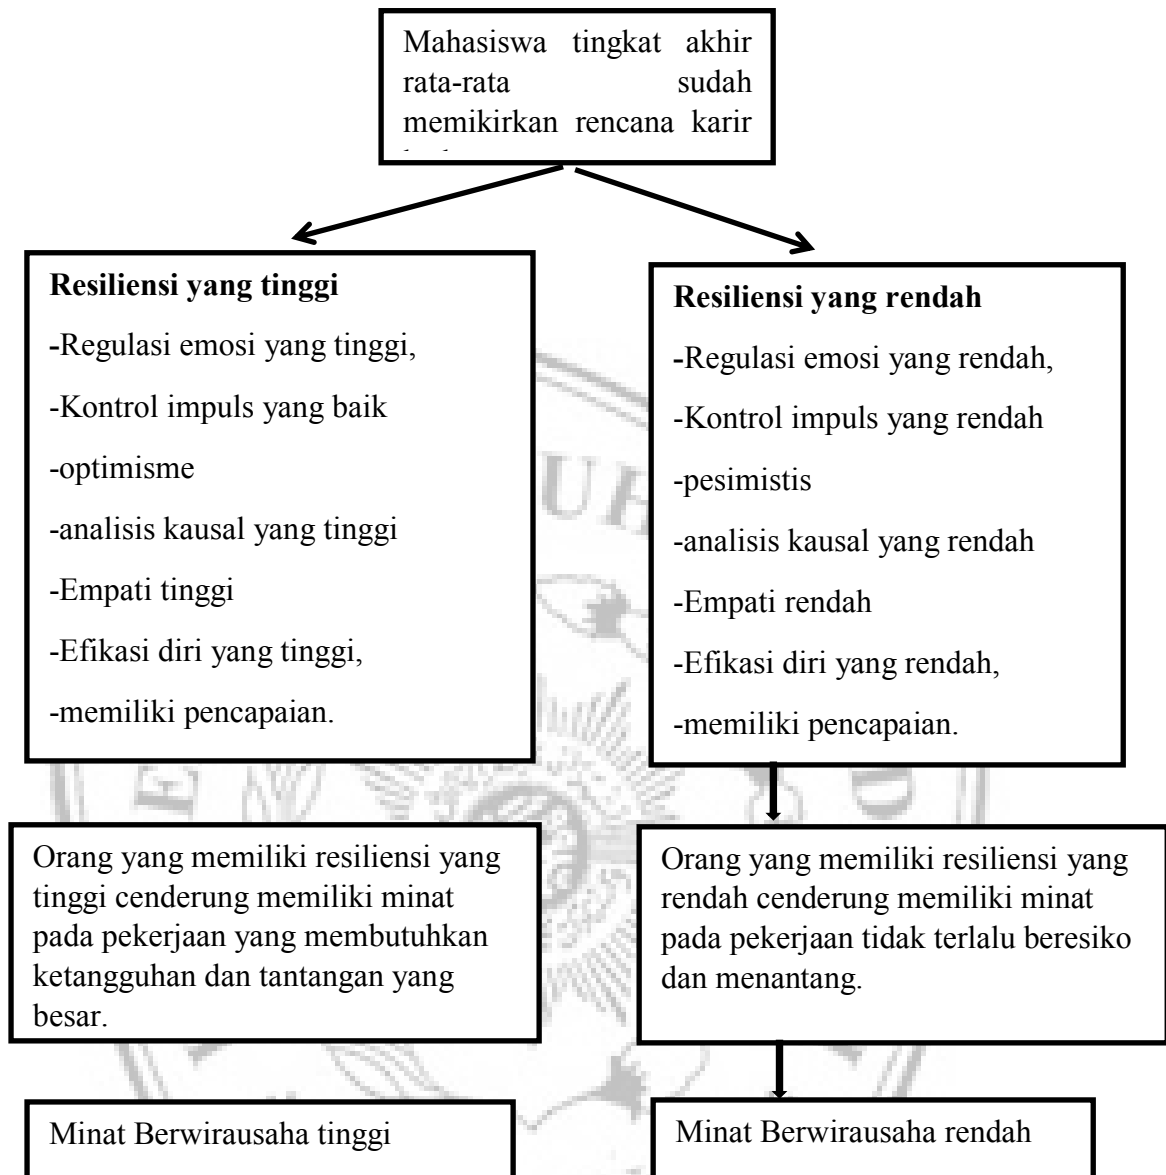 Mahasiswa tingkat akhir
rata-rata sudah
memikirkan rencana karir
Resiliensi yang tinggi
-Regulasi emosi yang tinggi,
-Kontrol impuls yang baik
-optimisme
-analisis kausal yang tinggi
-Empati tinggi
-Efikasi diri yang tinggi,
-memiliki pencapaian.
Resiliensi yang rendah
-Regulasi emosi yang rendah,
-Kontrol impuls yang rendah
-pesimistis
-analisis kausal yang rendah
-Empati rendah
-Efikasi diri yang rendah,
-memiliki pencapaian.
Orang yang memiliki resiliensi yang
tinggi cenderung memiliki minat
pada pekerjaan yang membutuhkan
ketangguhan dan tantangan yang
besar.
Orang yang memiliki resiliensi yang
rendah cenderung memiliki minat
pada pekerjaan tidak terlalu beresiko
dan menantang.
Minat Berwirausaha tinggi
Minat Berwirausaha rendah